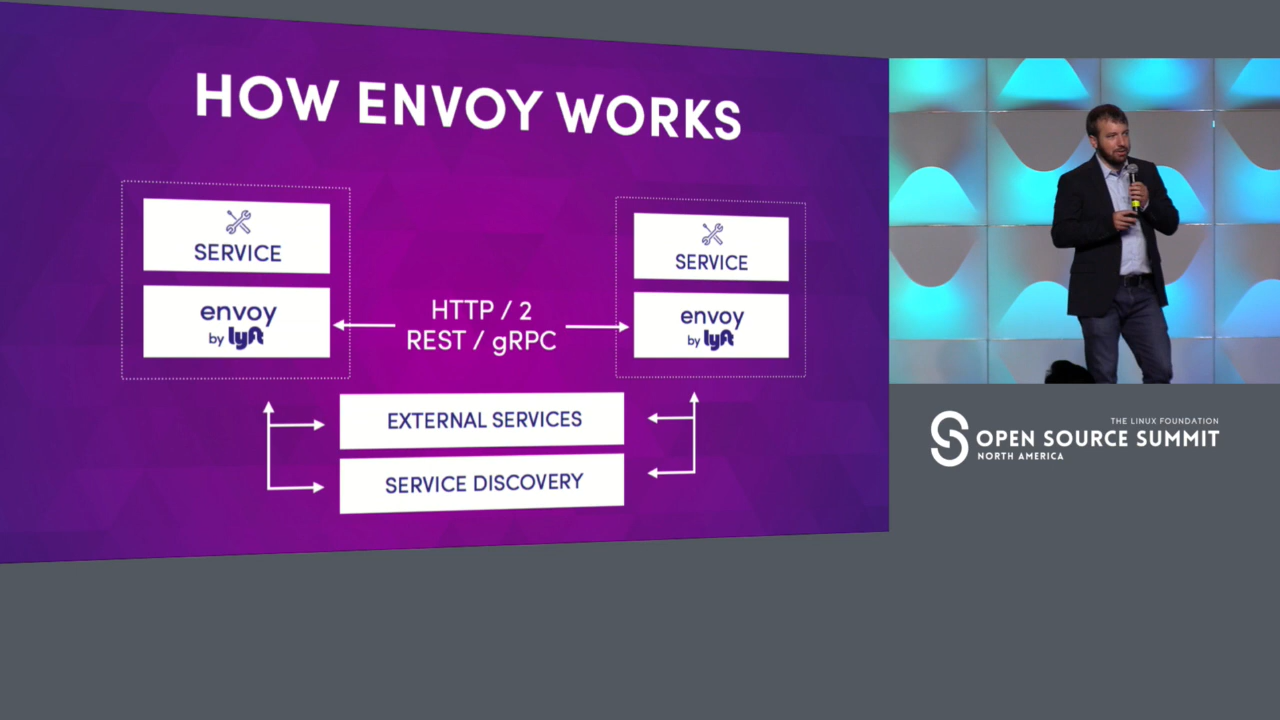 HOW ENVOY WORKS
SERVICE
envoy
by lyft
HTTP / 2
REST / gRPC
SERVICE
envoy
by lyft
EXTERNAL SERVICES
SERVICE DISCOVERY
THE LINUX FOUNDATION
OPEN SOURCE SUMMIT
NORTH AMERICA